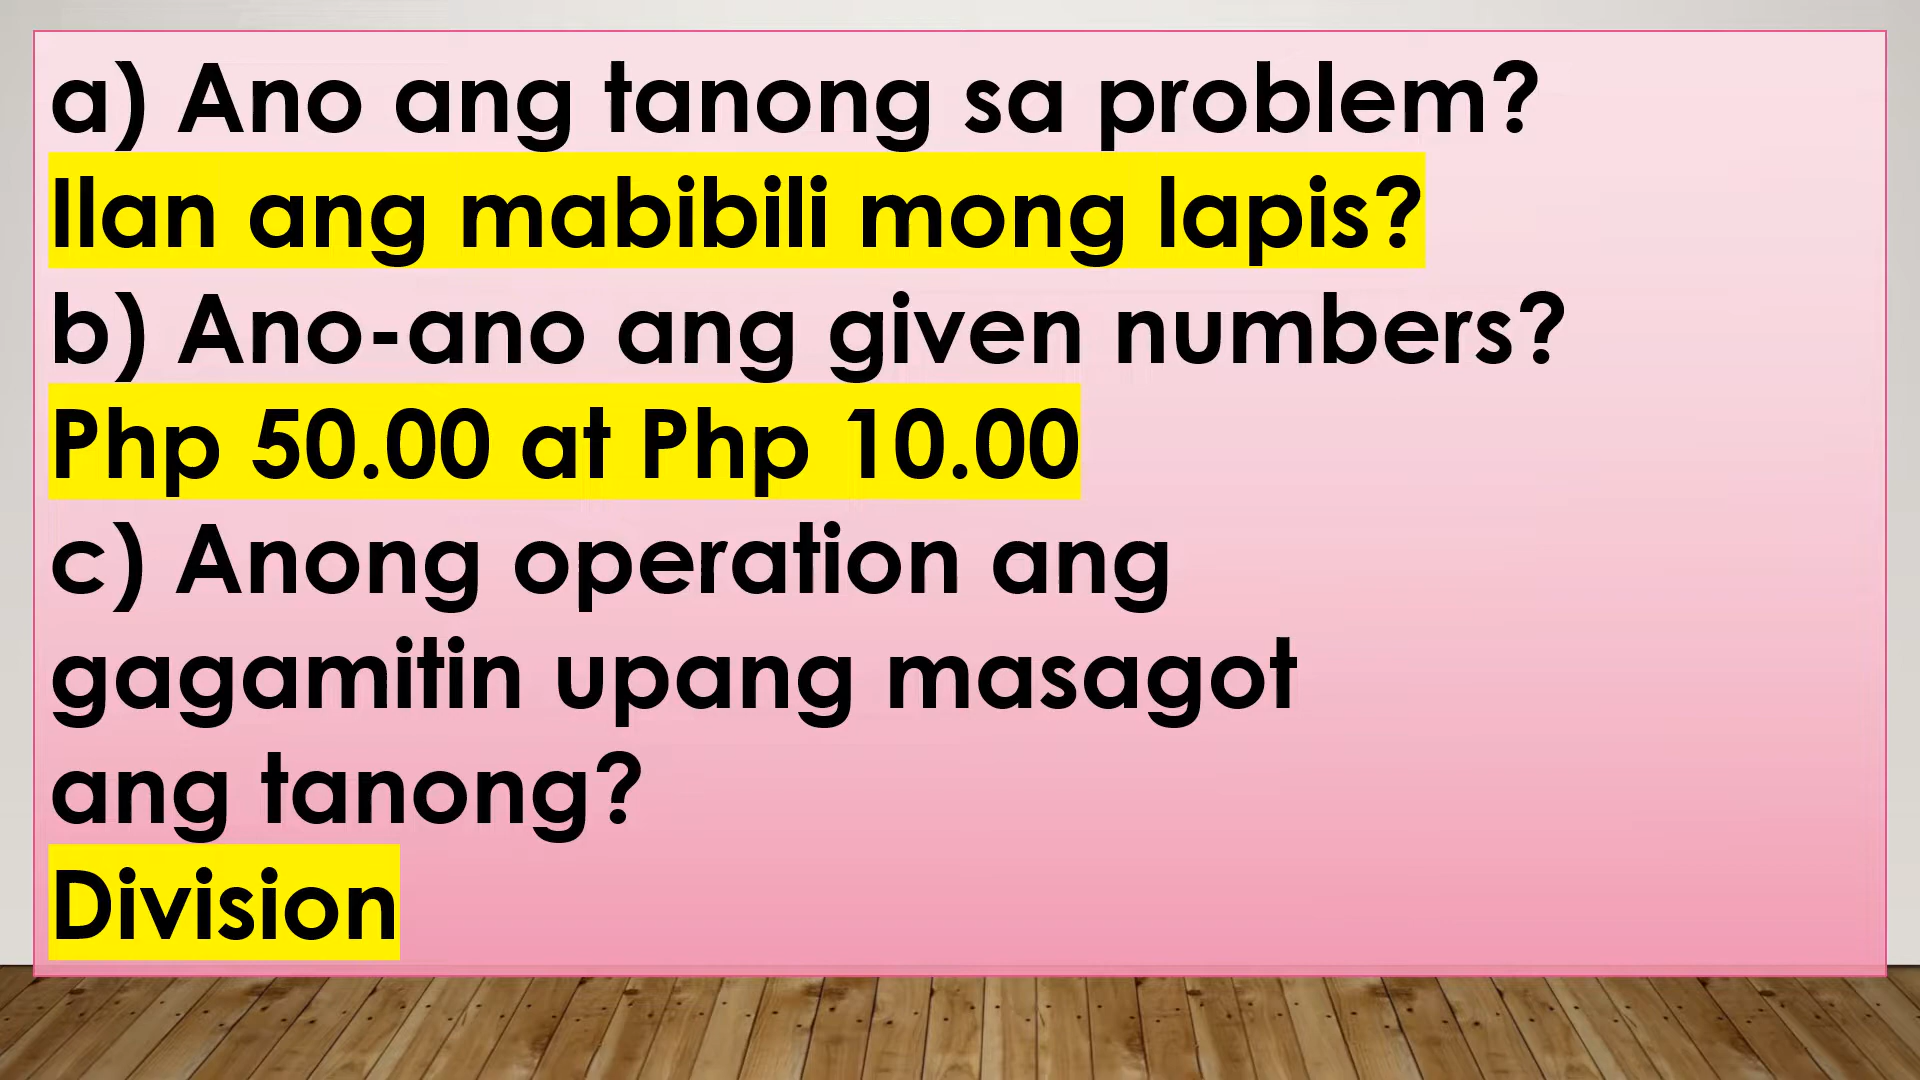 a) Ano ang tanong sa problem?
Ilan ang mabibili mong lapis?
b) Ano-ano ang given numbers?
Php 50.00 at Php 10.00
c) Anong operation ang
gagamitin upang masagot
ang tanong?
Division